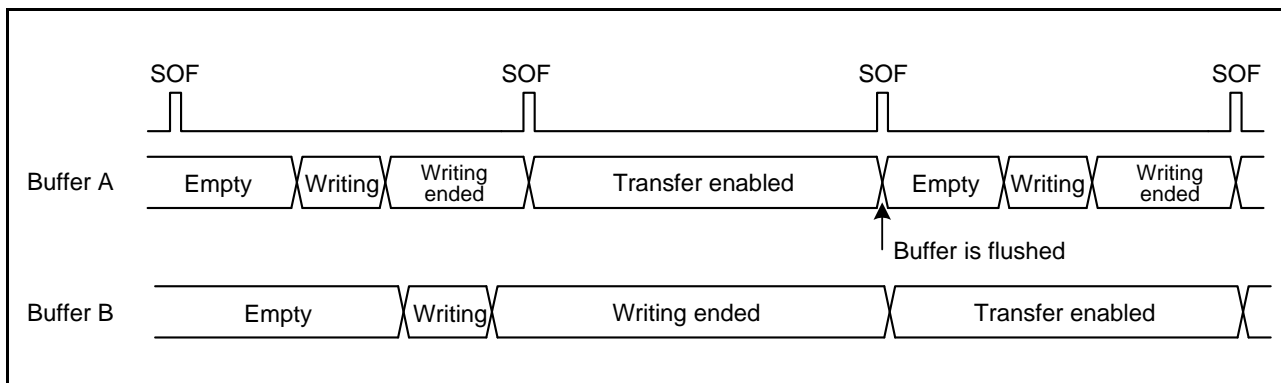 SOF SOF SOF SOF
Buffer A Empty Writing Writing
ended Transfer enabled Empty Writing Writing
ended
Buffer is flushed
Buffer B Empty Writing Writing ended Transfer enabled